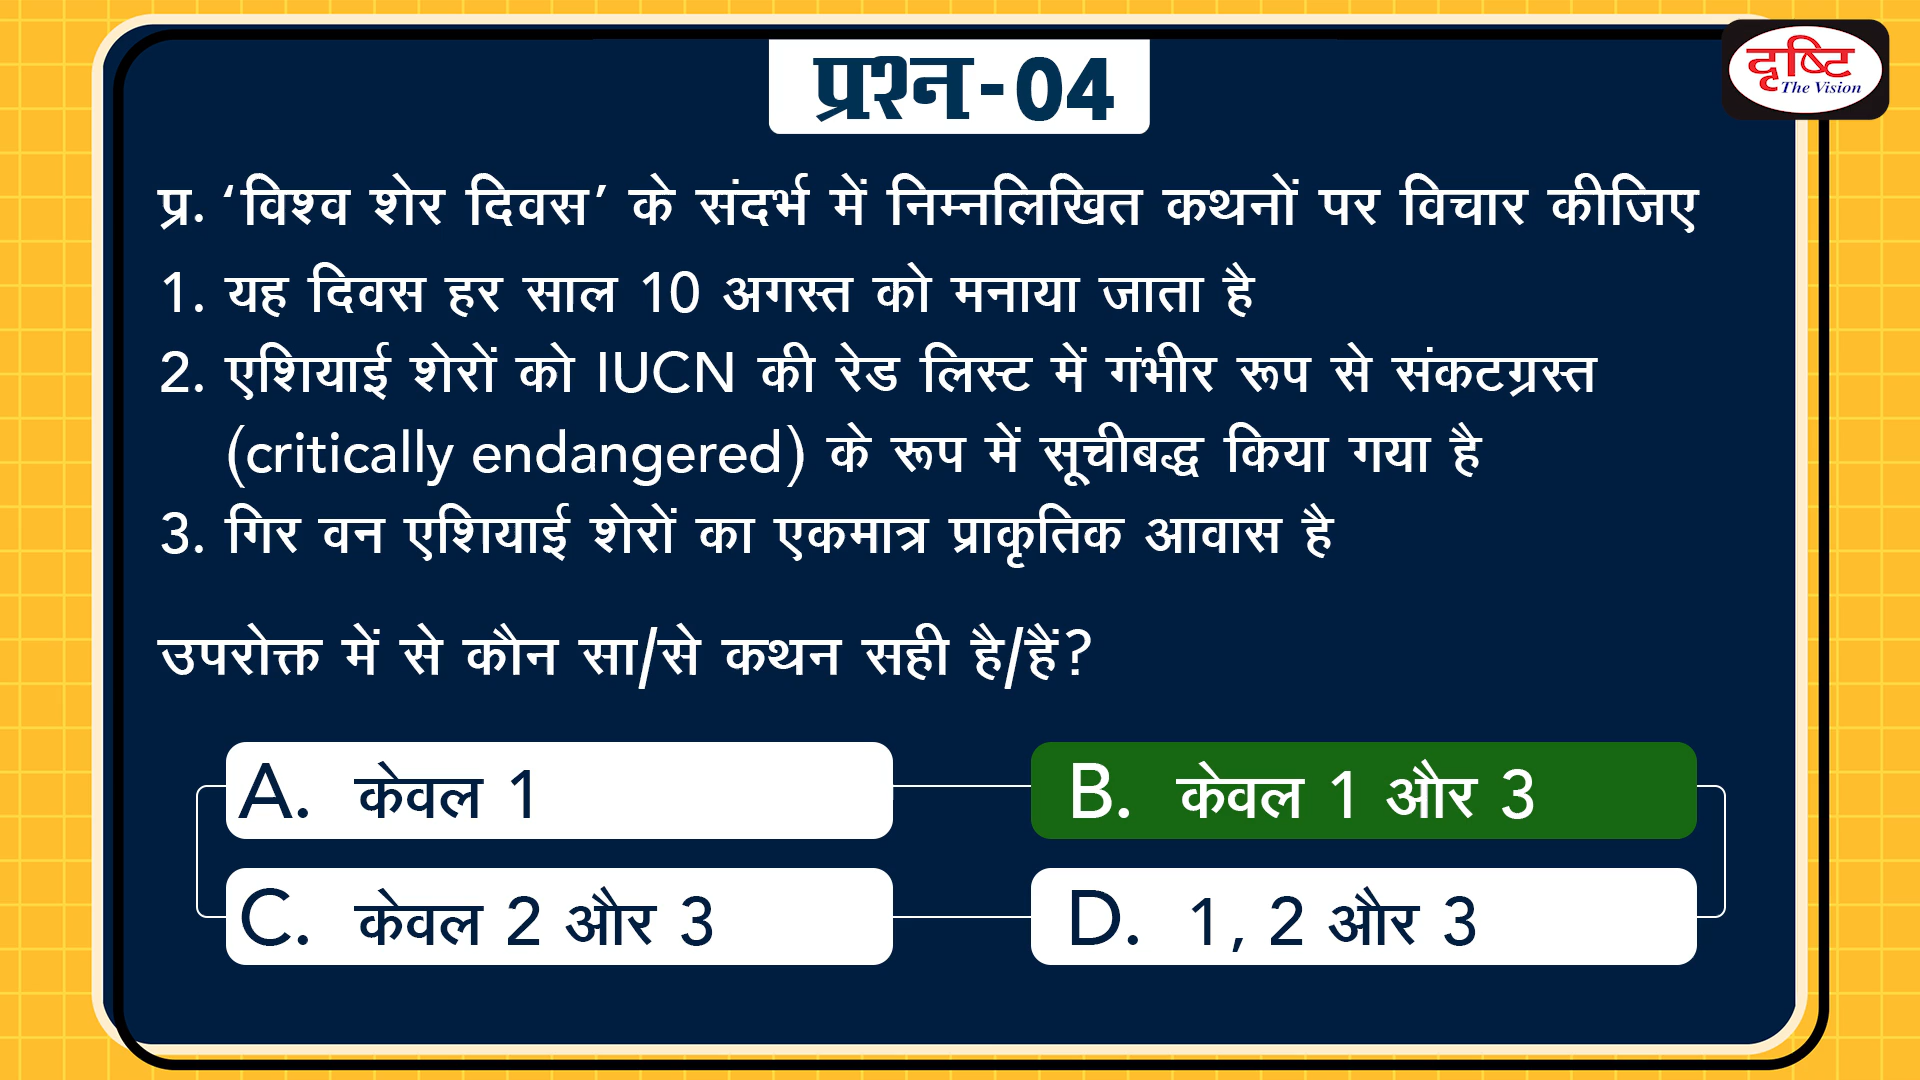 प्रश्न-04
दृष्टि
The Vision
प्र. ‘विश्व शेर दिवस’ के संदर्भ में निम्नलिखित कथनों पर विचार कीजिए
1. यह दिवस हर साल 10 अगस्त को मनाया जाता है
2. एशियाई शेरों को IUCN की रेड लिस्ट में गंभीर रूप से संकटग्रस्त
(critically endangered) के रूप में सूचीबद्ध किया गया है
3. गिर वन एशियाई शेरों का एकमात्र प्राकृतिक आवास है
उपरोक्त में से कौन सा/से कथन सही है/हैं?
A. केवल 1
B. केवल 1 और 3
C. केवल 2 और 3
D. 1, 2 और 3